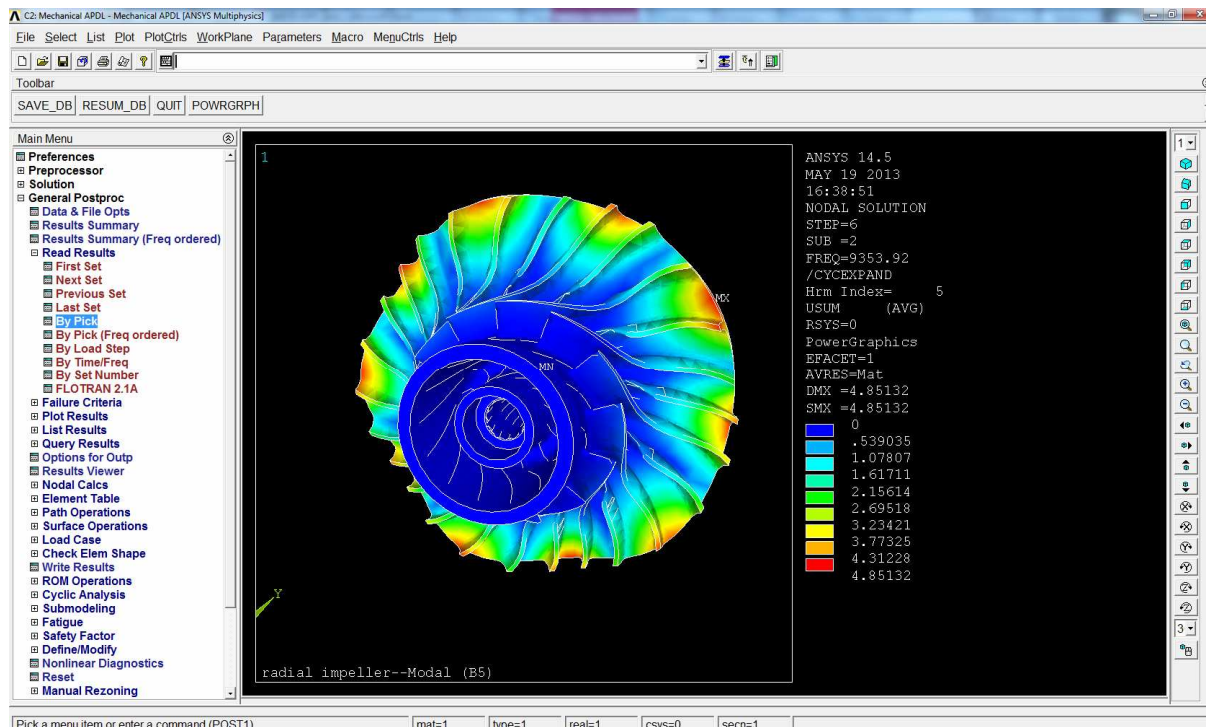 C2: Mechanical APDL - Mechanical APDL [ANSYS Multiphysics]
File Select List Plot PlotCtrls WorkPlane Parameters Macro MenuCtrls Help
Toolbar
SAVE_DB RESUM_DB QUIT POWRGRPH
Main Menu
Preferences
Preprocessor
Solution
General Postproc
Data & File Opts
Results Summary
Results Summary (Freq ordered)
Read Results
First Set
Next Set
Previous Set
Last Set
By Pick
By Pick (Freq ordered)
By Load Step
By Time/Freq
By Set Number
FLOTRAN 2.1A
Failure Criteria
Plot Results
List Results
Query Results
Options for Outp
Results Viewer
Nodal Calcs
Element Table
Path Operations
Surface Operations
Load Case
Check Elem Shape
Write Results
ROM Operations
Cyclic Analysis
Submodeling
Fatigue
Safety Factor
Define/Modify
Nonlinear Diagnostics
Reset
Manual Rezoning
1
MX
MN
Y
radial impeller--Modal (B5)
ANSYS 14.5
MAY 19 2013
16:38:51
NODAL SOLUTION
STEP=6
SUB =2
FREQ=9353.92
/CYCEXPAND
Hrm Index= 5
USUM (AVG)
RSYS=0
PowerGraphics
EFACET=1
AVRES=Mat
DMX =4.85132
SMX =4.85132
0
.539035
1.07807
1.61711
2.15614
2.69518
3.23421
3.77325
4.31228
4.85132
1
3
Pick a menu item or enter a command (POST1) mat=1 type=1 real=1 csys=0 secn=1